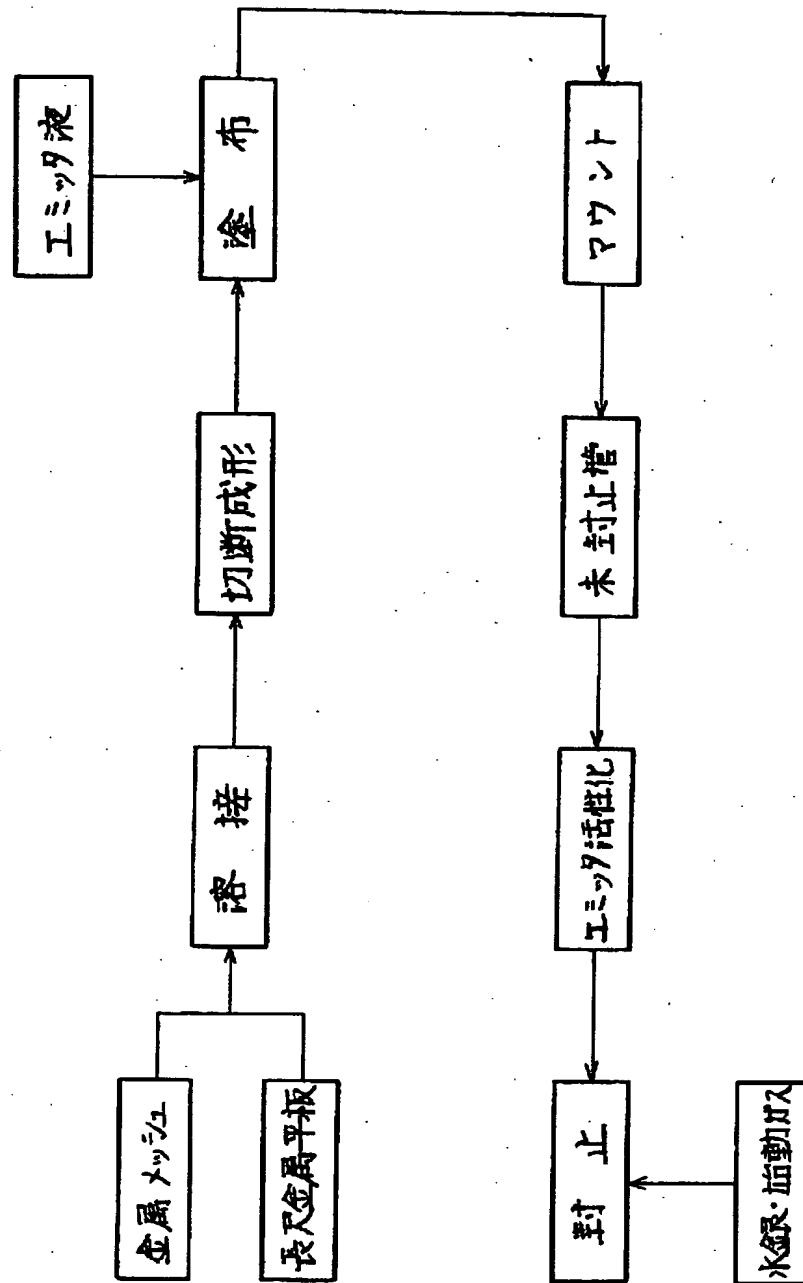 金属メッシュ
長尺金属平板
溶接
切断成形
塗布
エミッタ液
マウント
未封止管
エミッタ活性化
封止
水銀・始動ガス